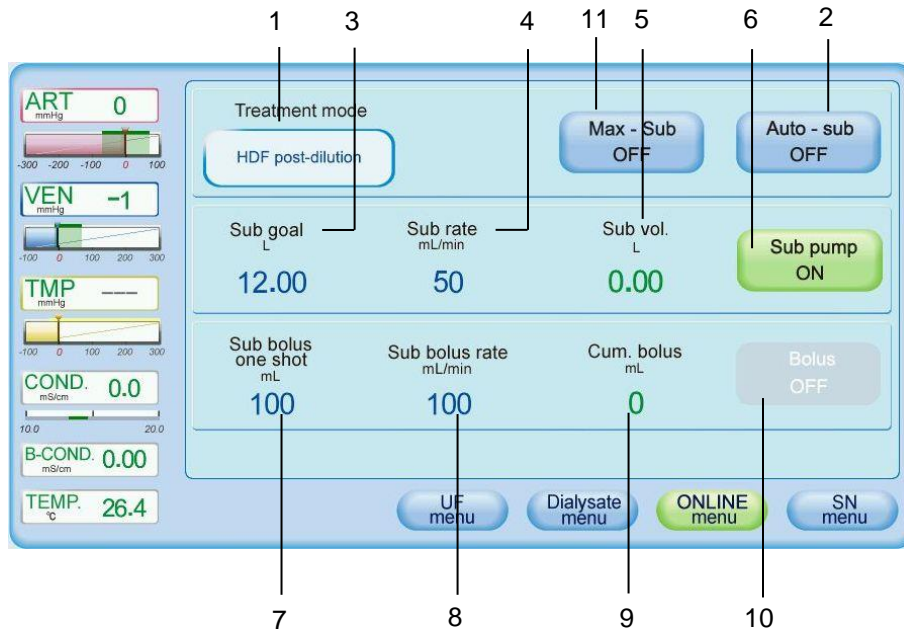 1 3 4 11 5 6 2
ART 0
mmHg
-300 -200 -100 0 100
VEN -1
mmHg
-100 0 100 200 300
TMP ---
mmHg
-100 0 100 200 300
COND. 0.0
mS/cm
10.0 20.0
B-COND. 0.00
mS/cm
TEMP. 26.4
℃
Treatment mode
HDF post-dilution
Max - Sub
OFF
Auto - sub
OFF
Sub goal
L
12.00
Sub rate
mL/min
50
Sub vol.
L
0.00
Sub pump
ON
Sub bolus
one shot
mL
100
Sub bolus rate
mL/min
100
Cum. bolus
mL
0
Bolus
OFF
UF
menu
Dialysate
menu
ONLINE
menu
SN
menu
7 8 9 10